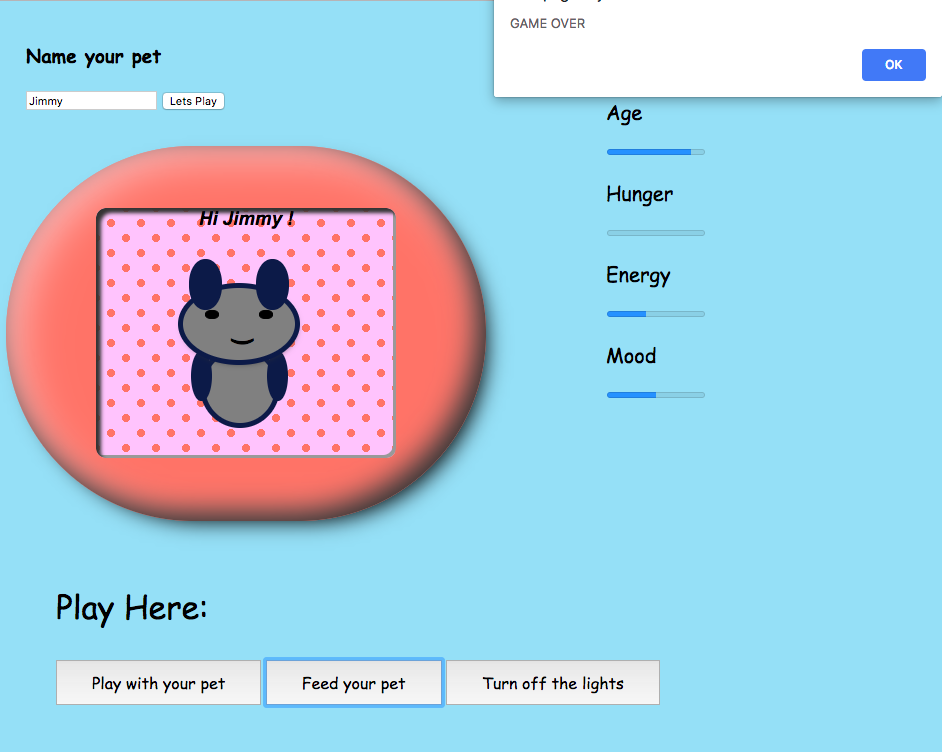 GAME OVER
OK
Name your pet
Jimmy
Lets Play
Age
Hi Jimmy !
Hunger
Energy
Mood
Play Here:
Play with your pet
Feed your pet
Turn off the lights